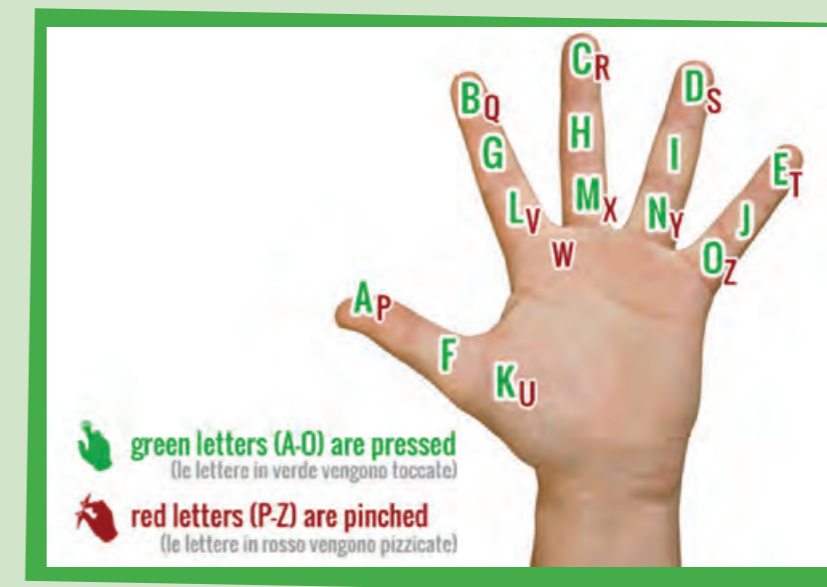 C R
B Q
D S
H
G
I
E T
M X
L V
N Y
J
W
O Z
A P
F
K U
green letters (A-O) are pressed
(le lettere in verde vengono toccate)
red letters (P-Z) are pinched
(le lettere in rosso vengono pizzicate)